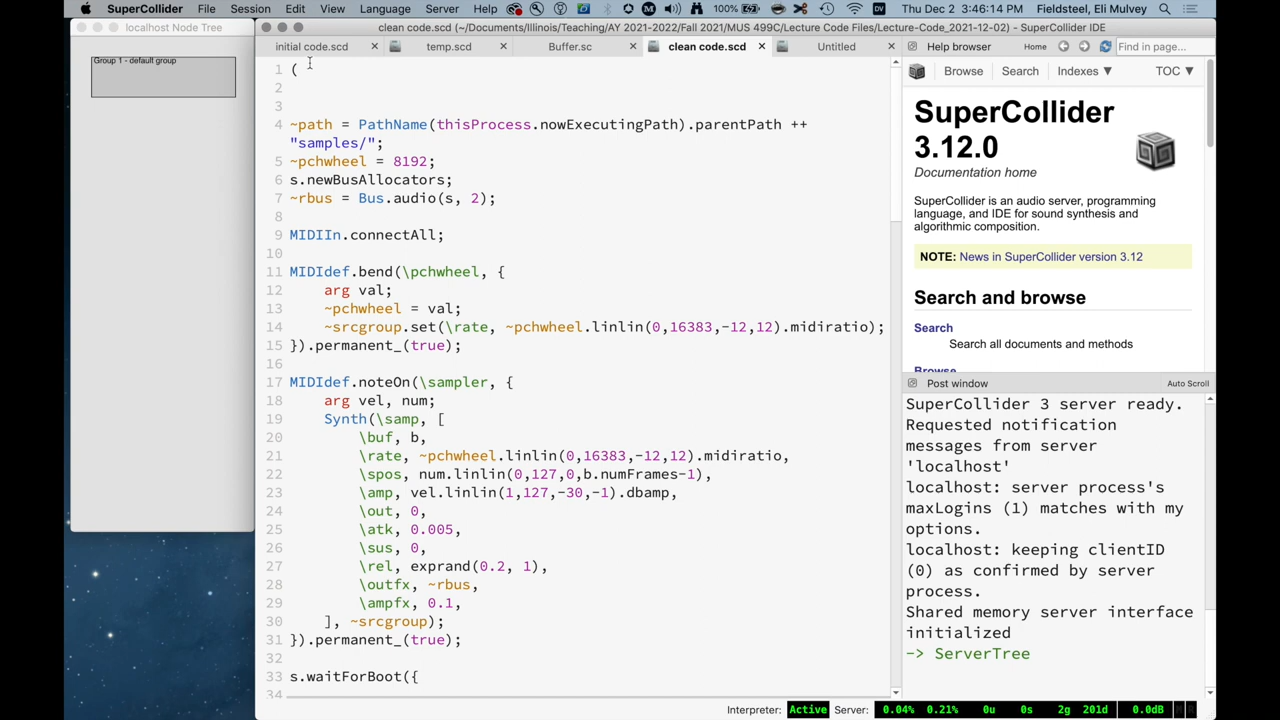 SuperCollider File Session Edit View Language Server Help 100% Thu Dec 2 3:46:14 PM Fieldsteel, Eli Mulvey
localhost Node Tree
Group 1 - default group
clean code.scd (~/Documents/Illinois/Teaching/AY 2021-2022/Fall 2021/MUS 499C/Lecture Code Files/Lecture-Code_2021-12-02) - SuperCollider IDE
initial code.scd temp.scd Buffer.sc clean code.scd Untitled
1 (
2
3
4 ~path = PathName(thisProcess.nowExecutingPath).parentPath ++
"samples/";
5 ~pchwheel = 8192;
6 s.newBusAllocators;
7 ~rbus = Bus.audio(s, 2);
8
9 MIDIIn.connectAll;
10
11 MIDIdef.bend(\pchwheel, {
12 arg val;
13 ~pchwheel = val;
14 ~srcgroup.set(\rate, ~pchwheel.linlin(0,16383,-12,12).midiratio);
15 }).permanent_(true);
16
17 MIDIdef.noteOn(\sampler, {
18 arg vel, num;
19 Synth(\samp, [
20 \buf, b,
21 \rate, ~pchwheel.linlin(0,16383,-12,12).midiratio,
22 \spos, num.linlin(0,127,0,b.numFrames-1),
23 \amp, vel.linlin(1,127,-30,-1).dbamp,
24 \out, 0,
25 \atk, 0.005,
26 \sus, 0,
27 \rel, exprand(0.2, 1),
28 \outfx, ~rbus,
29 \ampfx, 0.1,
30 ], ~srcgroup);
31 }).permanent_(true);
32
33 s.waitForBoot({
34
Help browser Home Find in page...
Browse Search Indexes ▼ TOC ▼
SuperCollider
3.12.0
Documentation home
SuperCollider is an audio server, programming
language, and IDE for sound synthesis and
algorithmic composition.
NOTE: News in SuperCollider version 3.12
Search and browse
Search
Search all documents and methods
Browse
Post window Auto Scroll
SuperCollider 3 server ready.
Requested notification
messages from server
'localhost'
localhost: server process's
maxLogins (1) matches with my
options.
localhost: keeping clientID
(0) as confirmed by server
process.
Shared memory server interface
initialized
-> ServerTree
Interpreter: Active Server: 0.04% 0.21% 0u 0s 2g 201d 0.0dB M R